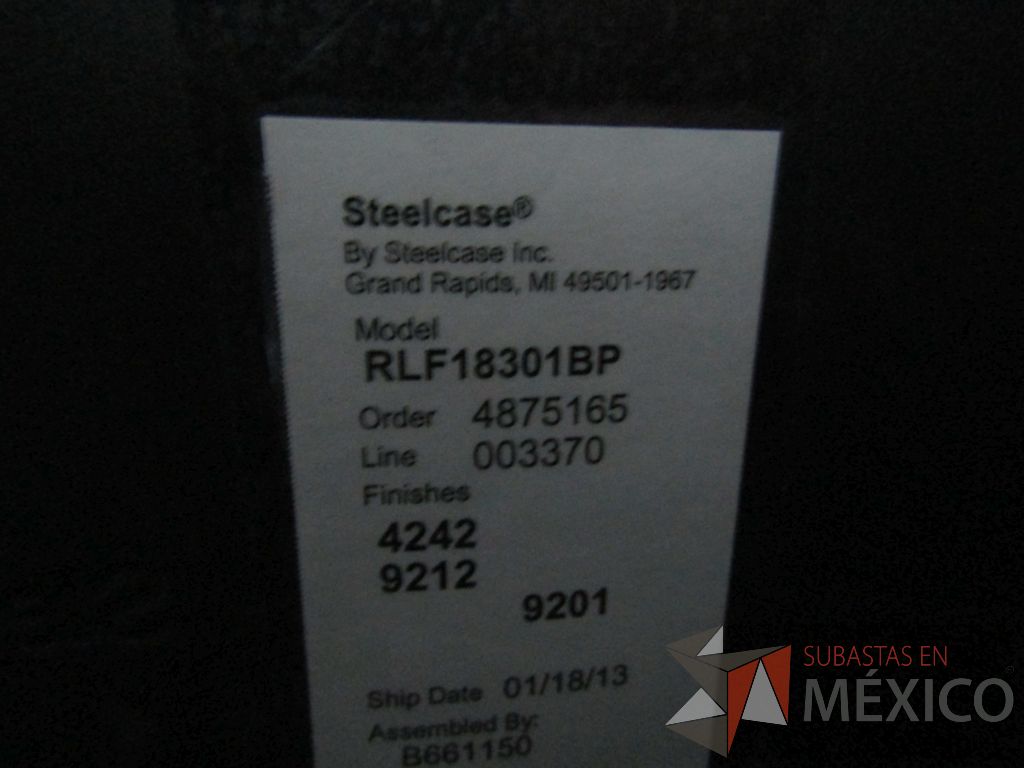 Steelcase®
By Steelcase Inc.
Grand Rapids, MI 49501-1967
Model
RLF18301BP
Order 4875165
Line 003370
Finishes
4242
9212
9201
Ship Date 01/18/13
Assembled By:
B661150
SUBASTAS EN
MÉXICO